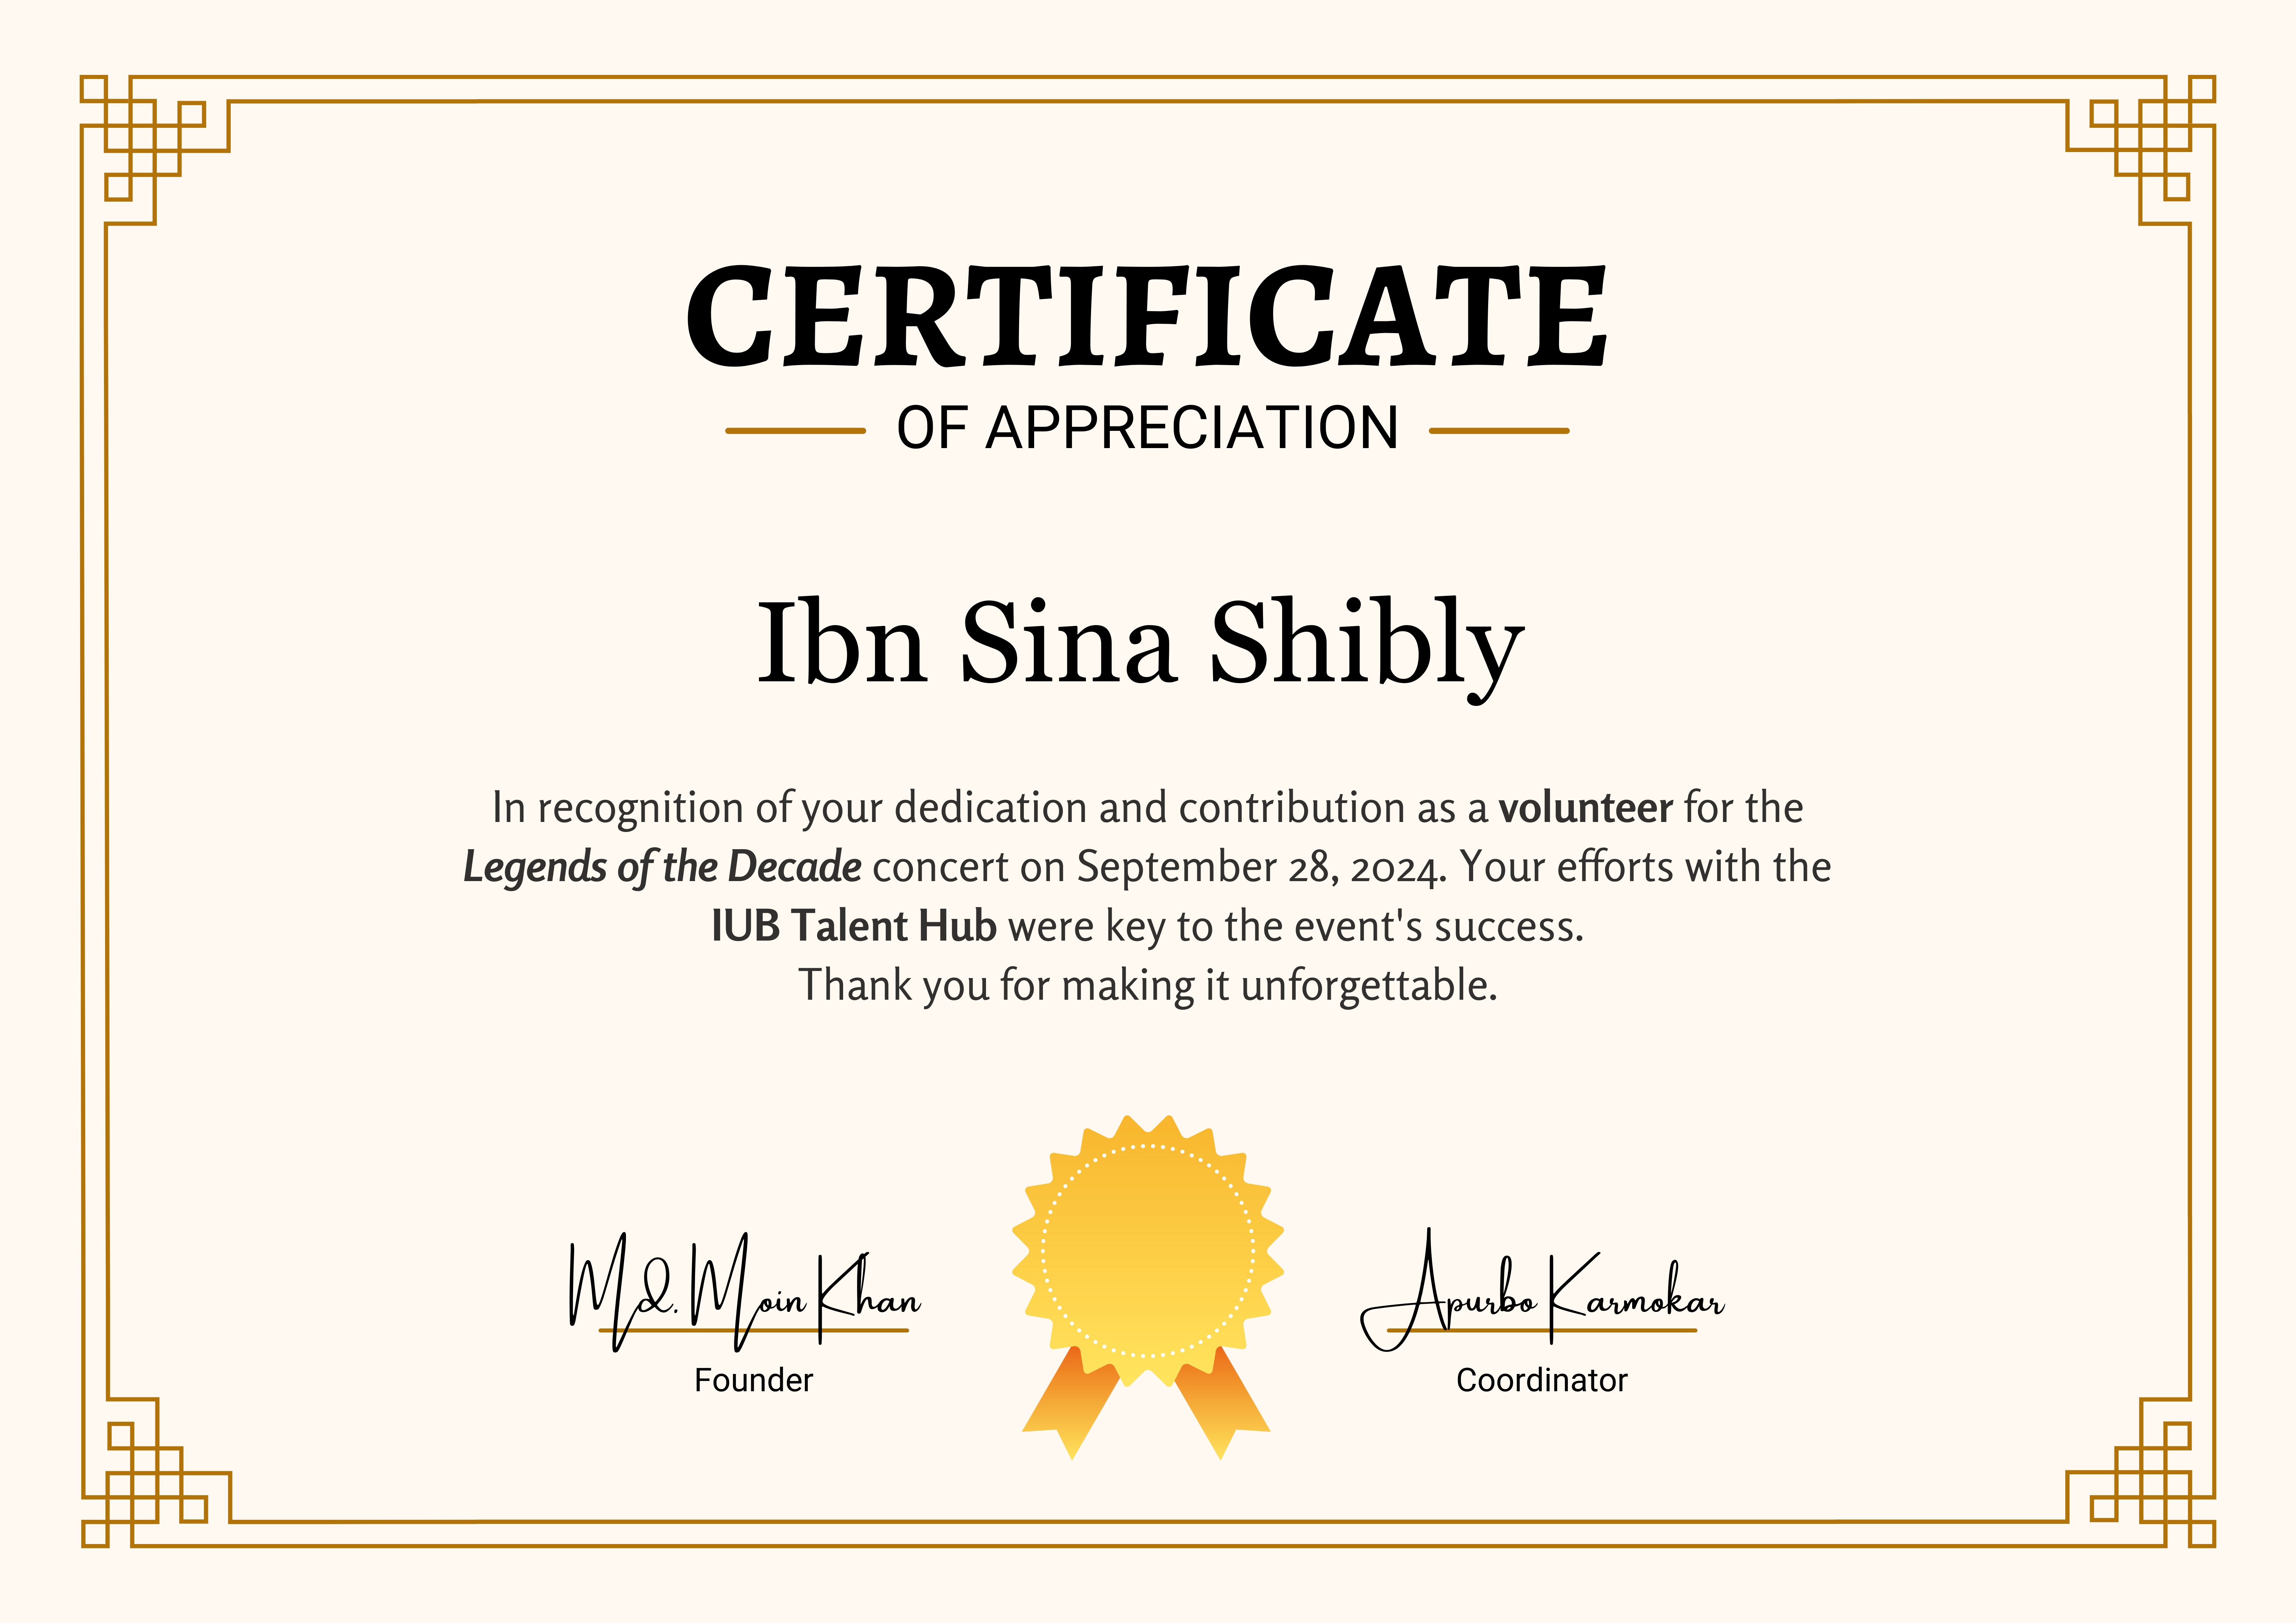 CERTIFICATE
OF APPRECIATION
Ibn Sina Shibly
In recognition of your dedication and contribution as a volunteer for the
Legends of the Decade concert on September 28, 2024. Your efforts with the
IUB Talent Hub were key to the event's success.
Thank you for making it unforgettable.
Md. Moin Khan
Founder
Apurbo Karmokar
Coordinator